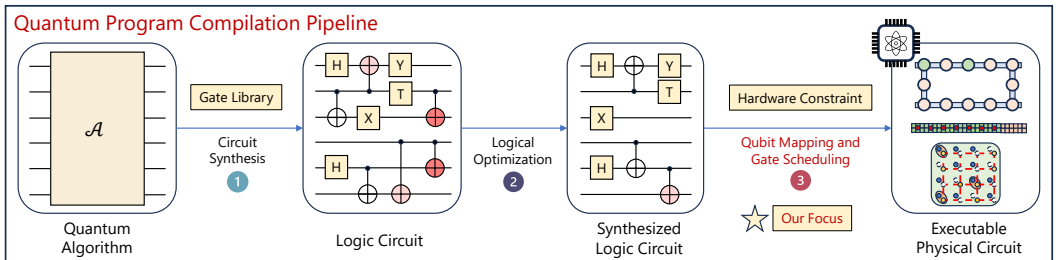 Quantum Program Compilation Pipeline
𝒜
Quantum
Algorithm
Gate Library
Circuit
Synthesis
1
H
Y
T
X
H
Logic Circuit
Logical
Optimization
2
H
Y
T
X
H
Synthesized
Logic Circuit
Hardware Constraint
Qubit Mapping and
Gate Scheduling
3
Our Focus
Executable
Physical Circuit